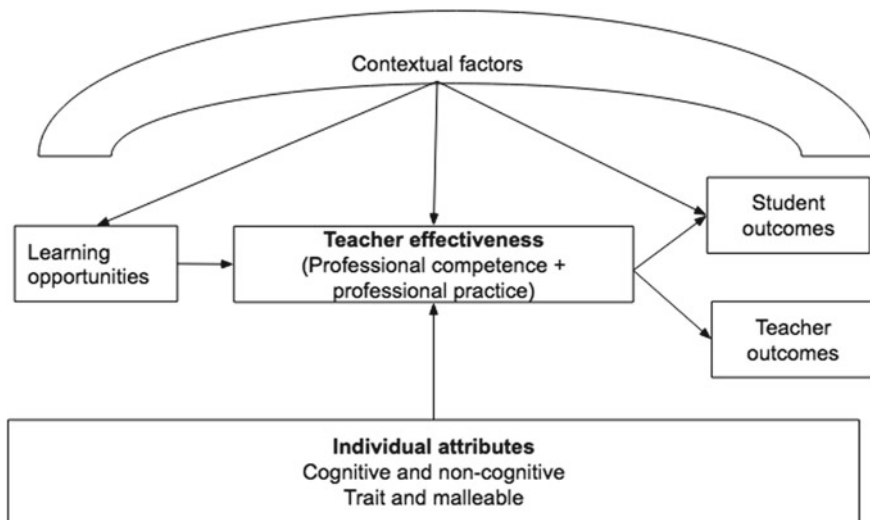 Contextual factors
Student
outcomes
Learning
opportunities
Teacher effectiveness
(Professional competence +
professional practice)
Teacher
outcomes
Individual attributes
Cognitive and non-cognitive
Trait and malleable